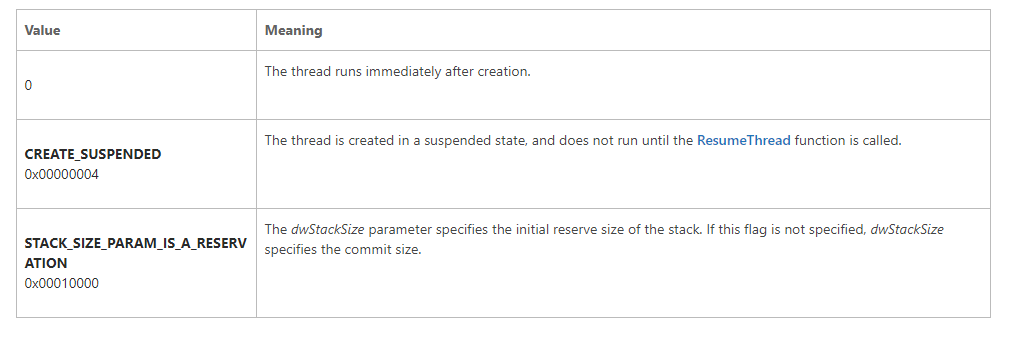 Value Meaning
0
The thread runs immediately after creation.
CREATE_SUSPENDED
0x00000004
The thread is created in a suspended state, and does not run until the ResumeThread function is called.
STACK_SIZE_PARAM_IS_A_RESERV
ATION
0x00010000
The dwStackSize parameter specifies the initial reserve size of the stack. If this flag is not specified, dwStackSize
specifies the commit size.